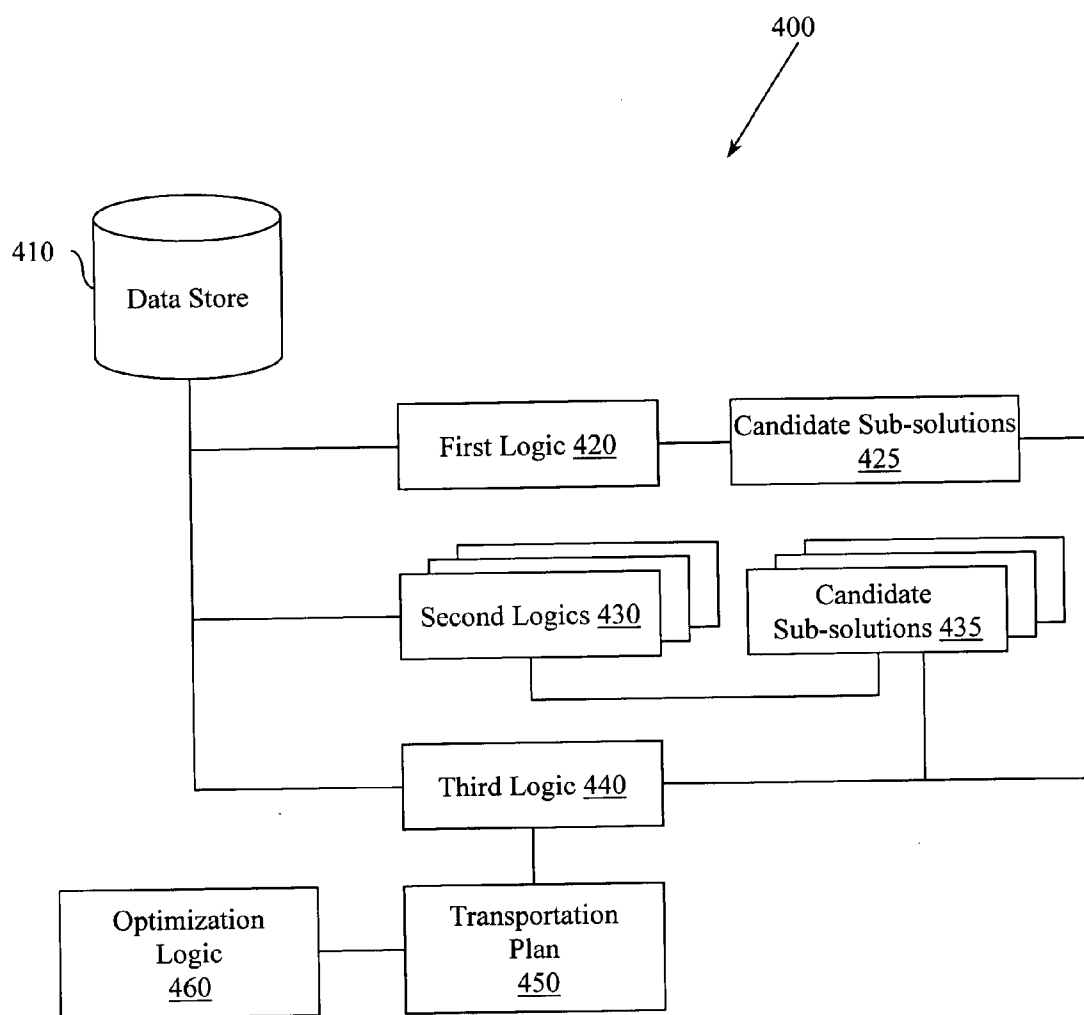 400
410
Data Store
First Logic 420
Candidate Sub-solutions
425
Second Logics 430
Candidate
Sub-solutions 435
Third Logic 440
Optimization
Logic
460
Transportation
Plan
450